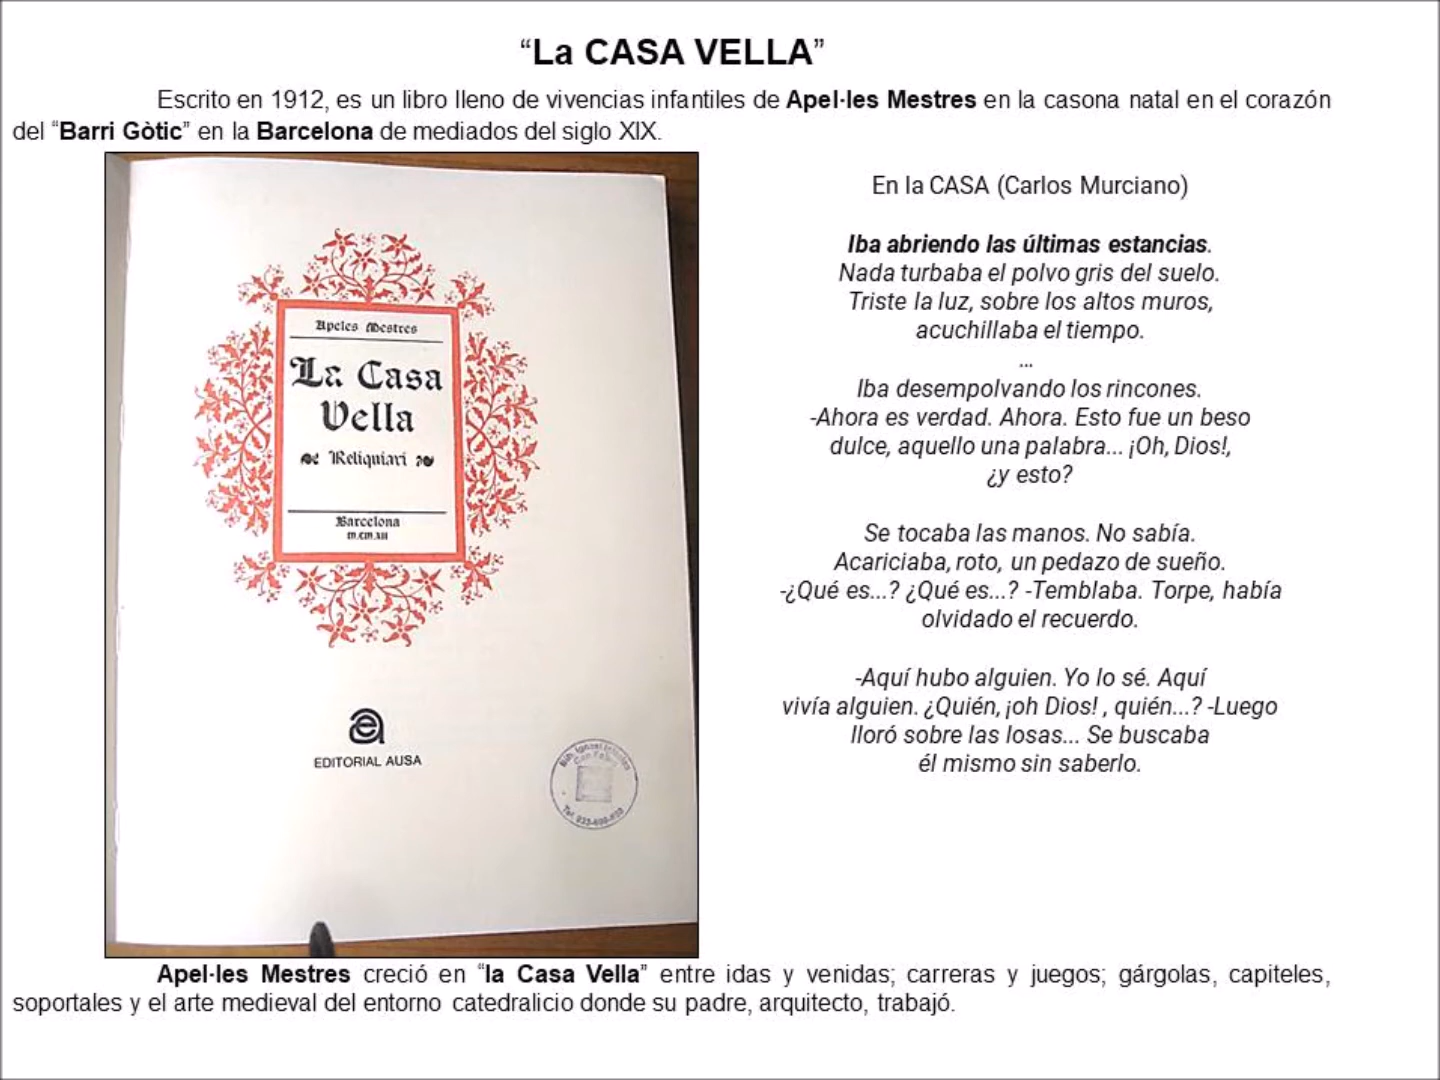 “La CASA VELLA”
Escrito en 1912, es un libro lleno de vivencias infantiles de Apel·les Mestres en la casona natal en el corazón
del “Barri Gòtic” en la Barcelona de mediados del siglo XIX.
Apeles Mestres
La Casa
Vella
Reliquiari
Barcelona
M.CM.XII
EDITORIAL AUSA
En la CASA (Carlos Murciano)
Iba abriendo las últimas estancias.
Nada turbaba el polvo gris del suelo.
Triste la luz, sobre los altos muros,
acuchillaba el tiempo.
...
Iba desempolvando los rincones.
-Ahora es verdad. Ahora. Esto fue un beso
dulce, aquello una palabra... ¡Oh, Dios!,
¿y esto?
Se tocaba las manos. No sabía.
Acariciaba, roto, un pedazo de sueño.
-¿Qué es...? ¿Qué es...? -Temblaba. Torpe, había
olvidado el recuerdo.
-Aquí hubo alguien. Yo lo sé. Aquí
vivía alguien. ¿Quién, ¡oh Dios! , quién...? -Luego
lloró sobre las losas... Se buscaba
él mismo sin saberlo.
Apel·les Mestres creció en “la Casa Vella” entre idas y venidas; carreras y juegos; gárgolas, capiteles,
soportales y el arte medieval del entorno catedralicio donde su padre, arquitecto, trabajó.